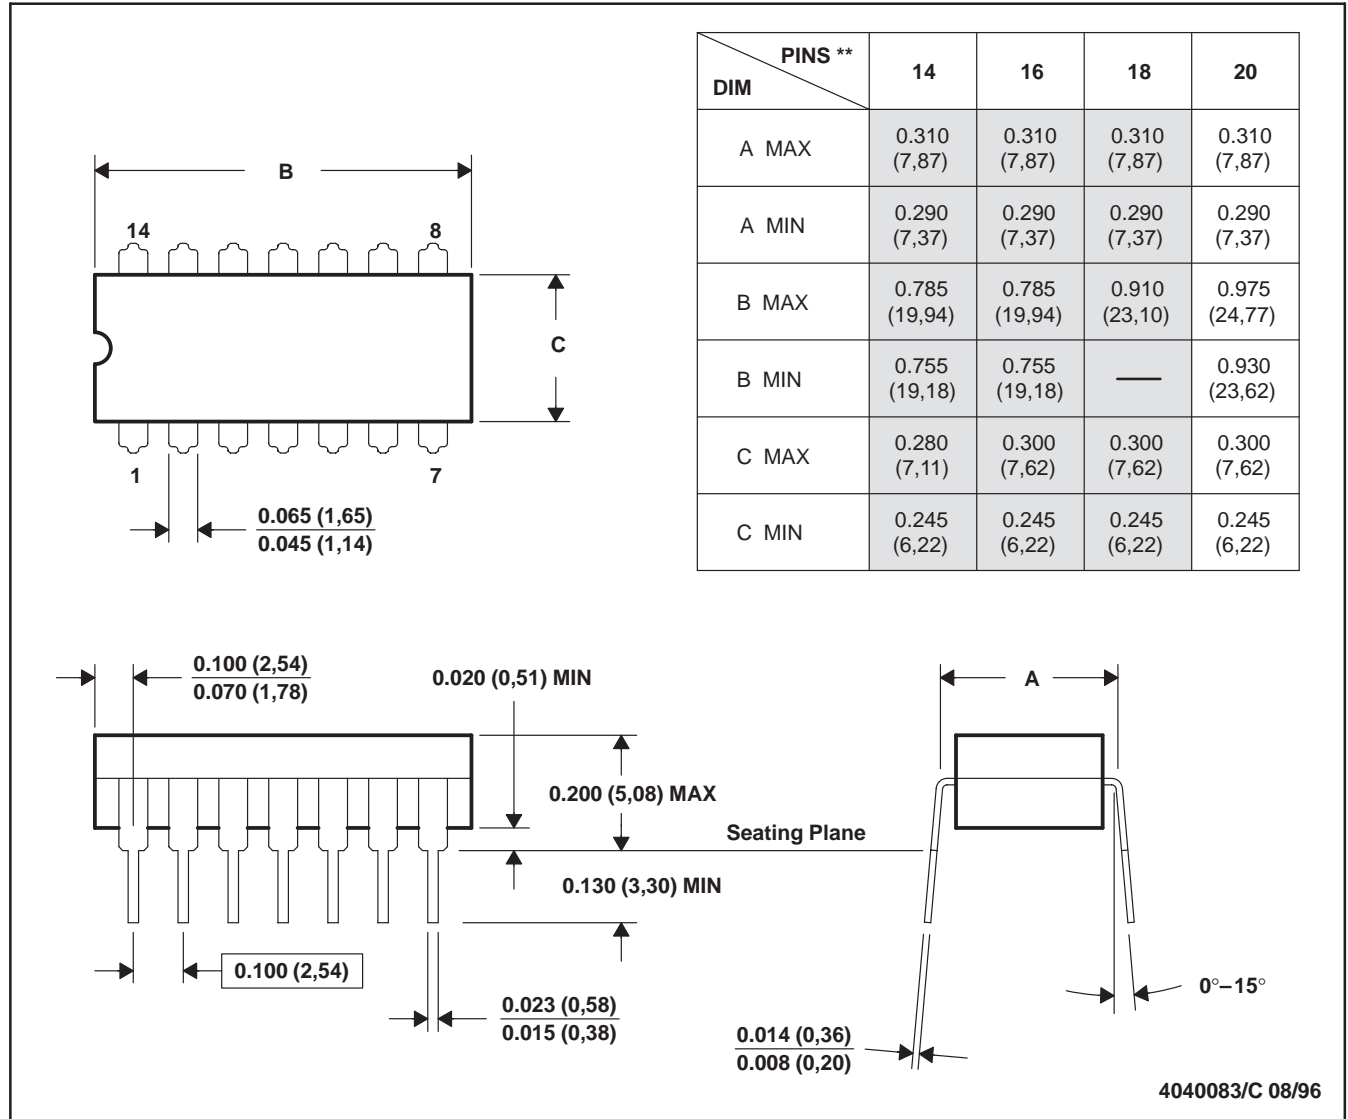 PINS **
DIM
14 16 18 20
A MAX 0.310 (7,87) 0.310 (7,87) 0.310 (7,87) 0.310 (7,87)
A MIN 0.290 (7,37) 0.290 (7,37) 0.290 (7,37) 0.290 (7,37)
B MAX 0.785 (19,94) 0.785 (19,94) 0.910 (23,10) 0.975 (24,77)
B MIN 0.755 (19,18) 0.755 (19,18) — 0.930 (23,62)
C MAX 0.280 (7,11) 0.300 (7,62) 0.300 (7,62) 0.300 (7,62)
C MIN 0.245 (6,22) 0.245 (6,22) 0.245 (6,22) 0.245 (6,22)
B
14 8
C
1 7
0.065 (1,65)
0.045 (1,14)
0.100 (2,54)
0.070 (1,78)
0.020 (0,51) MIN
0.200 (5,08) MAX
Seating Plane
0.130 (3,30) MIN
0.100 (2,54)
0.023 (0,58)
0.015 (0,38)
A
0°–15°
0.014 (0,36)
0.008 (0,20)
4040083/C 08/96